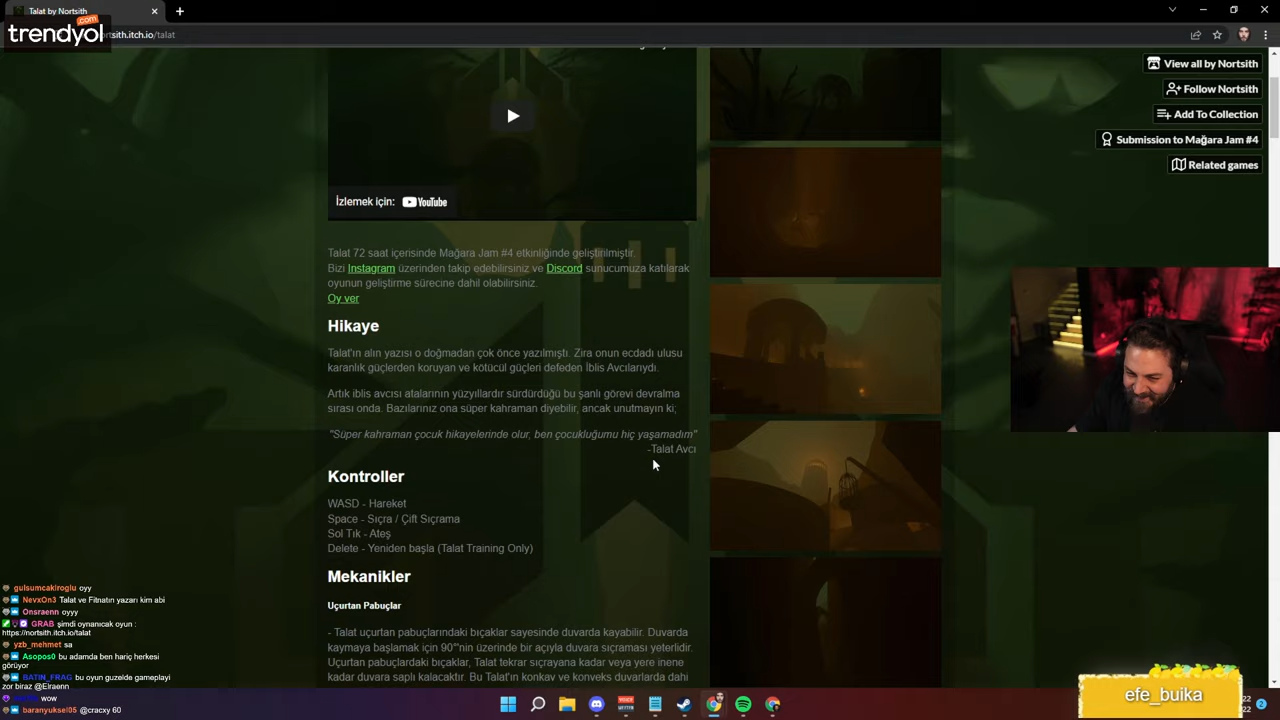 Talat by Nortsith
trendyol.com
rtsith.itch.io/talat
View all by Nortsith
Follow Nortsith
Add To Collection
Submission to Mağara Jam #4
Related games
İzlemek için: YouTube
Talat 72 saat içerisinde Mağara Jam #4 etkinliğinde geliştirilmiştir.
Bizi Instagram üzerinden takip edebilirsiniz ve Discord sunucumuza katılarak
oyunun geliştirme sürecine dahil olabilirsiniz.
Oy ver
Hikaye
Talat'ın alın yazısı o doğmadan çok önce yazılmıştı. Zira onun ecdadı ulusu
karanlık güçlerden koruyan ve kötücül güçleri defeden İblis Avcılarıydı.
Artık iblis avcısı atalarının yüzyıllardır sürdürdüğü bu şanlı görevi devralma
sırası onda. Bazılarınız ona süper kahraman diyebilir, ancak unutmayın ki;
"Süper kahraman çocuk hikayelerinde olur, ben çocukluğumu hiç yaşamadım"
-Talat Avcı
Kontroller
WASD - Hareket
Space - Sıçra / Çift Sıçrama
Sol Tık - Ateş
Delete - Yeniden başla (Talat Training Only)
Mekanikler
Uçurtan Pabuçlar
- Talat uçurtan pabuçlarındaki bıçaklar sayesinde duvarda kayabilir. Duvarda
kaymaya başlamak için 90°'nin üzerinde bir açıyla duvara sıçraması yeterlidir.
Uçurtan pabuçlardaki bıçaklar, Talat tekrar sıçrayana kadar veya yere inene
kadar duvara saplı kalacaktır. Bu Talat'ın konkav ve konveks duvarlarda dahi
gulsumcakiroglu oyy
NevxOn3 Talat ve Fitnatın yazarı kim abi
Onsraenn oyyy
GRAB şimdi oynanicak oyun :
https://nortsith.itch.io/talat
yzb_mehmet sa
Asopos0 bu adamda ben hariç herkesi
görüyor
BATIN_FRAG bu oyun guzelde gameplayi
zor biraz @Elraenn
wow
baranyuksel05 @cracxy 60
efe_buika
22
22
2